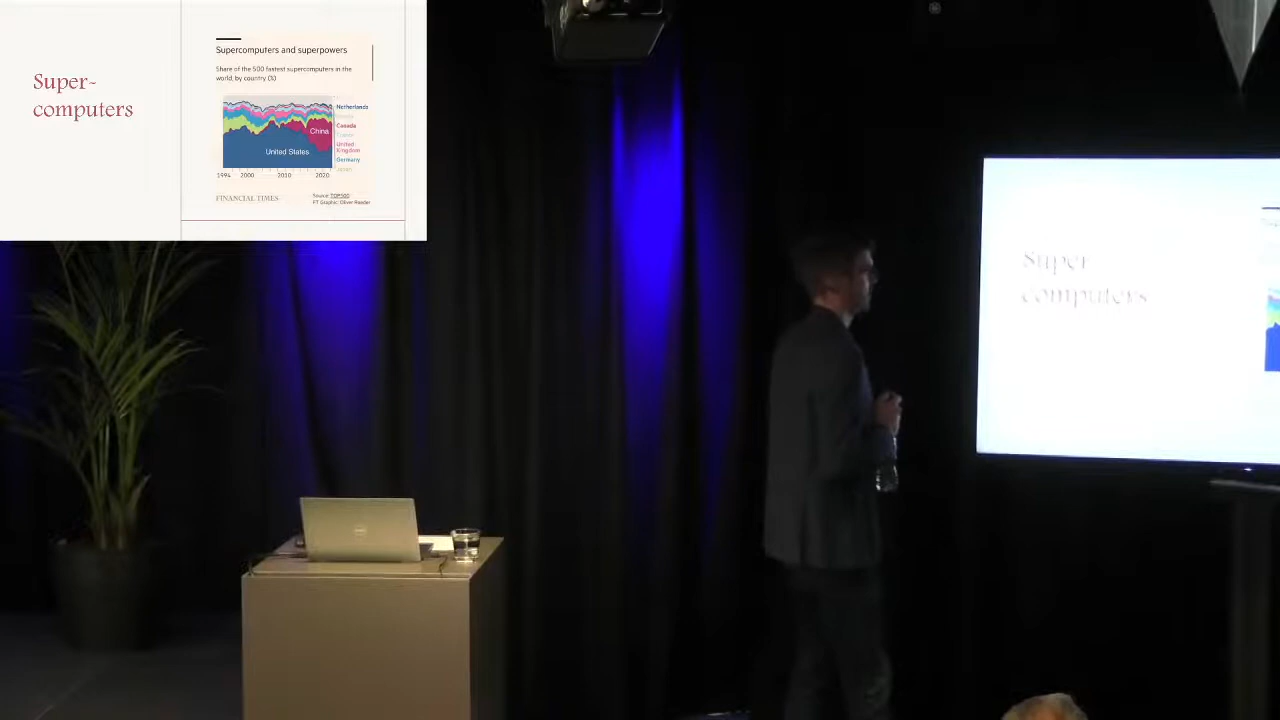 Super-
computers
Supercomputers and superpowers
Share of the 500 fastest supercomputers in the
world, by country (%)
Netherlands
Canada
China
United
Kingdom
United States
Germany
Japan
1994 2000 2010 2020
FINANCIAL TIMES
Source: TOP500
FT Graphic: Oliver Roeder
Super
computers